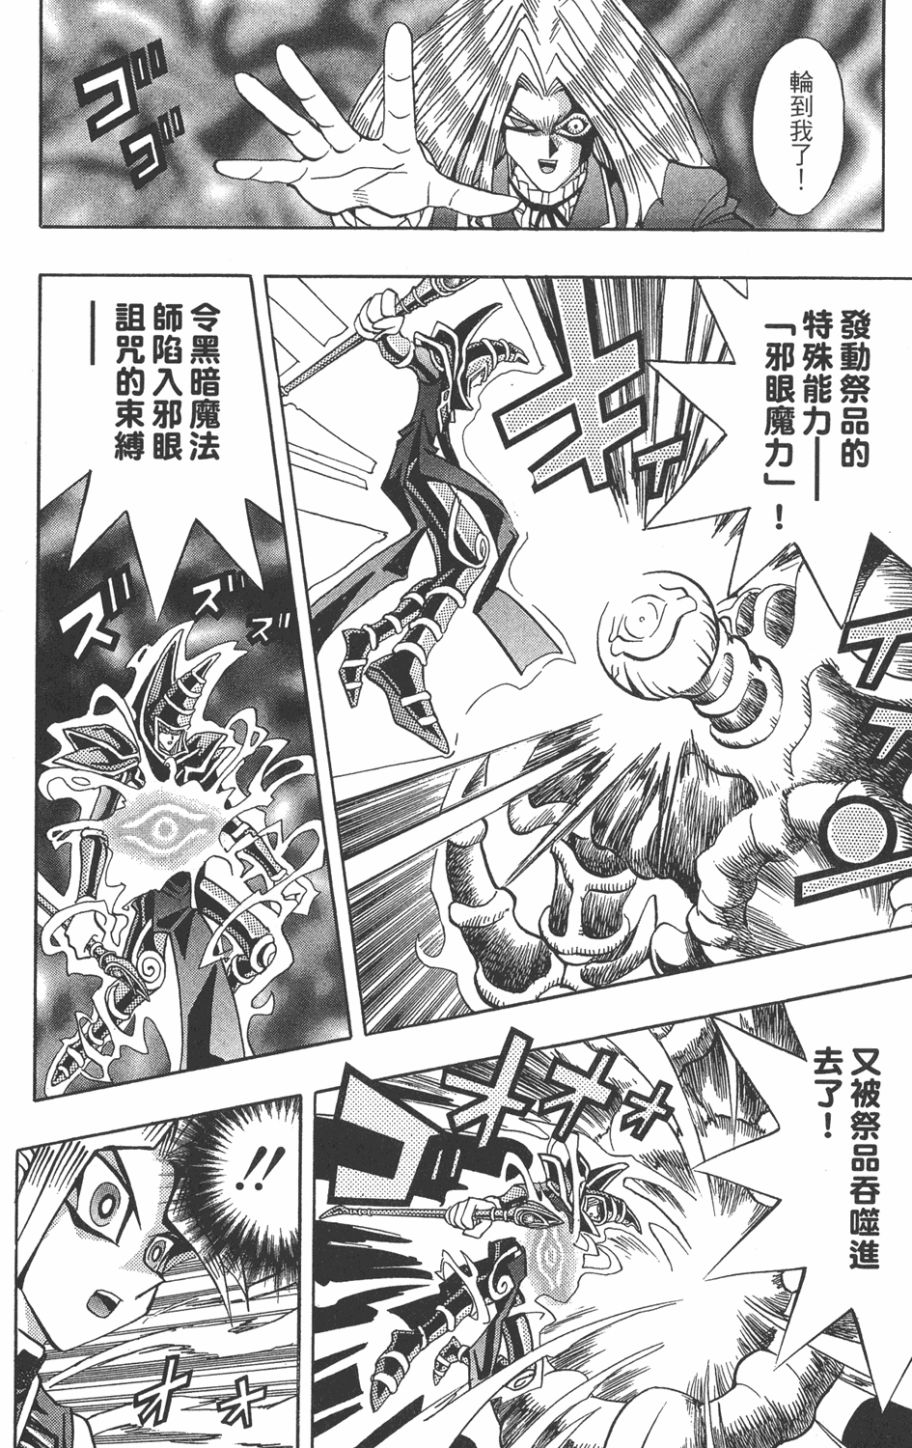 輪到我了！
ゴゴ
發動祭品的
特殊能力——
「邪眼魔力」！
令黑暗魔法
師陷入邪眼
詛咒的束縛
——
ズズズ
又被祭品吞噬進
去了！
ゴオオォ
!!
オォ